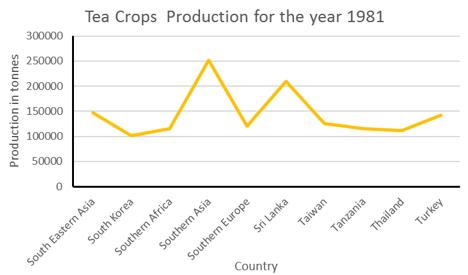 Tea Crops Production for the year 1981
Production in tonnes
300000
250000
200000
150000
100000
50000
0
South Eastern Asia
South Korea
Southern Africa
Southern Asia
Southern Europe
Sri Lanka
Taiwan
Tanzania
Thailand
Turkey
Country